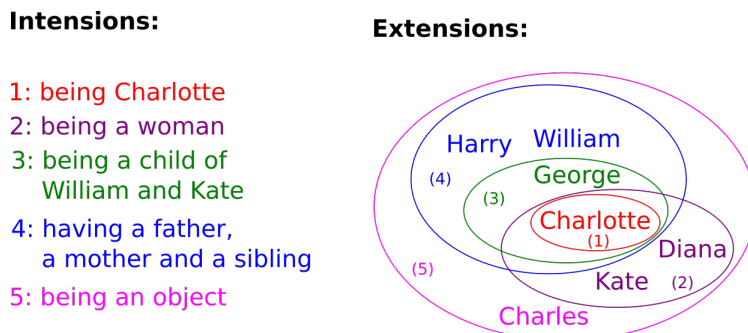 Intensions:
Extensions:
1: being Charlotte
2: being a woman
3: being a child of
William and Kate
4: having a father,
a mother and a sibling
5: being an object
Harry William
(4)
George
(3)
Charlotte
(1)
Diana
(5)
Kate (2)
Charles